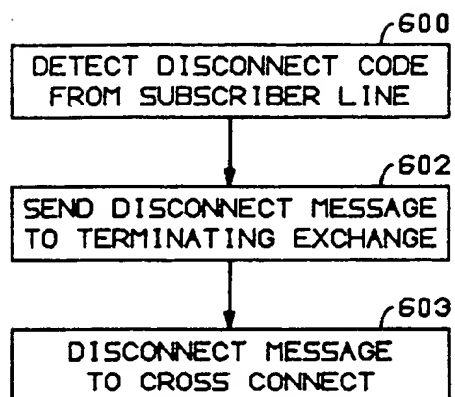 600
DETECT DISCONNECT CODE
FROM SUBSCRIBER LINE
602
SEND DISCONNECT MESSAGE
TO TERMINATING EXCHANGE
603
DISCONNECT MESSAGE
TO CROSS CONNECT